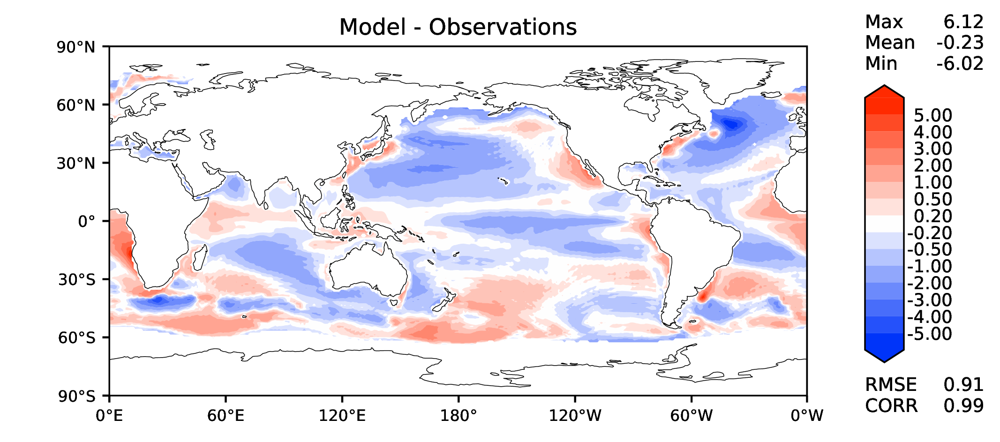 Model - Observations
Max 6.12
Mean -0.23
Min -6.02
90°N
60°N
30°N
0°
30°S
60°S
90°S
0°E 60°E 120°E 180° 120°W 60°W 0°W
5.00
4.00
3.00
2.00
1.00
0.50
0.20
-0.20
-0.50
-1.00
-2.00
-3.00
-4.00
-5.00
RMSE 0.91
CORR 0.99